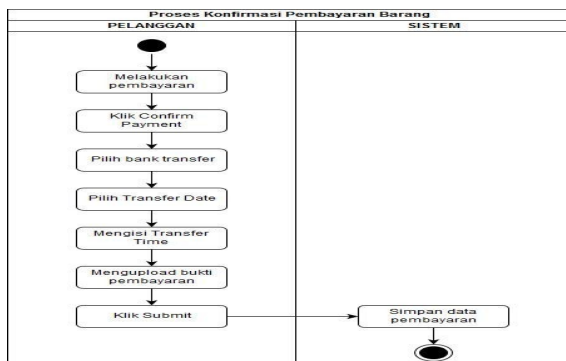 Proses Konfirmasi Pembayaran Barang
PELANGGAN
SISTEM
Melakukan
pembayaran
Klik Confirm
Payment
Pilih bank transfer
Pilih Transfer Date
Mengisi Transfer
Time
Mengupload bukti
pembayaran
Klik Submit
Simpan data
pembayaran